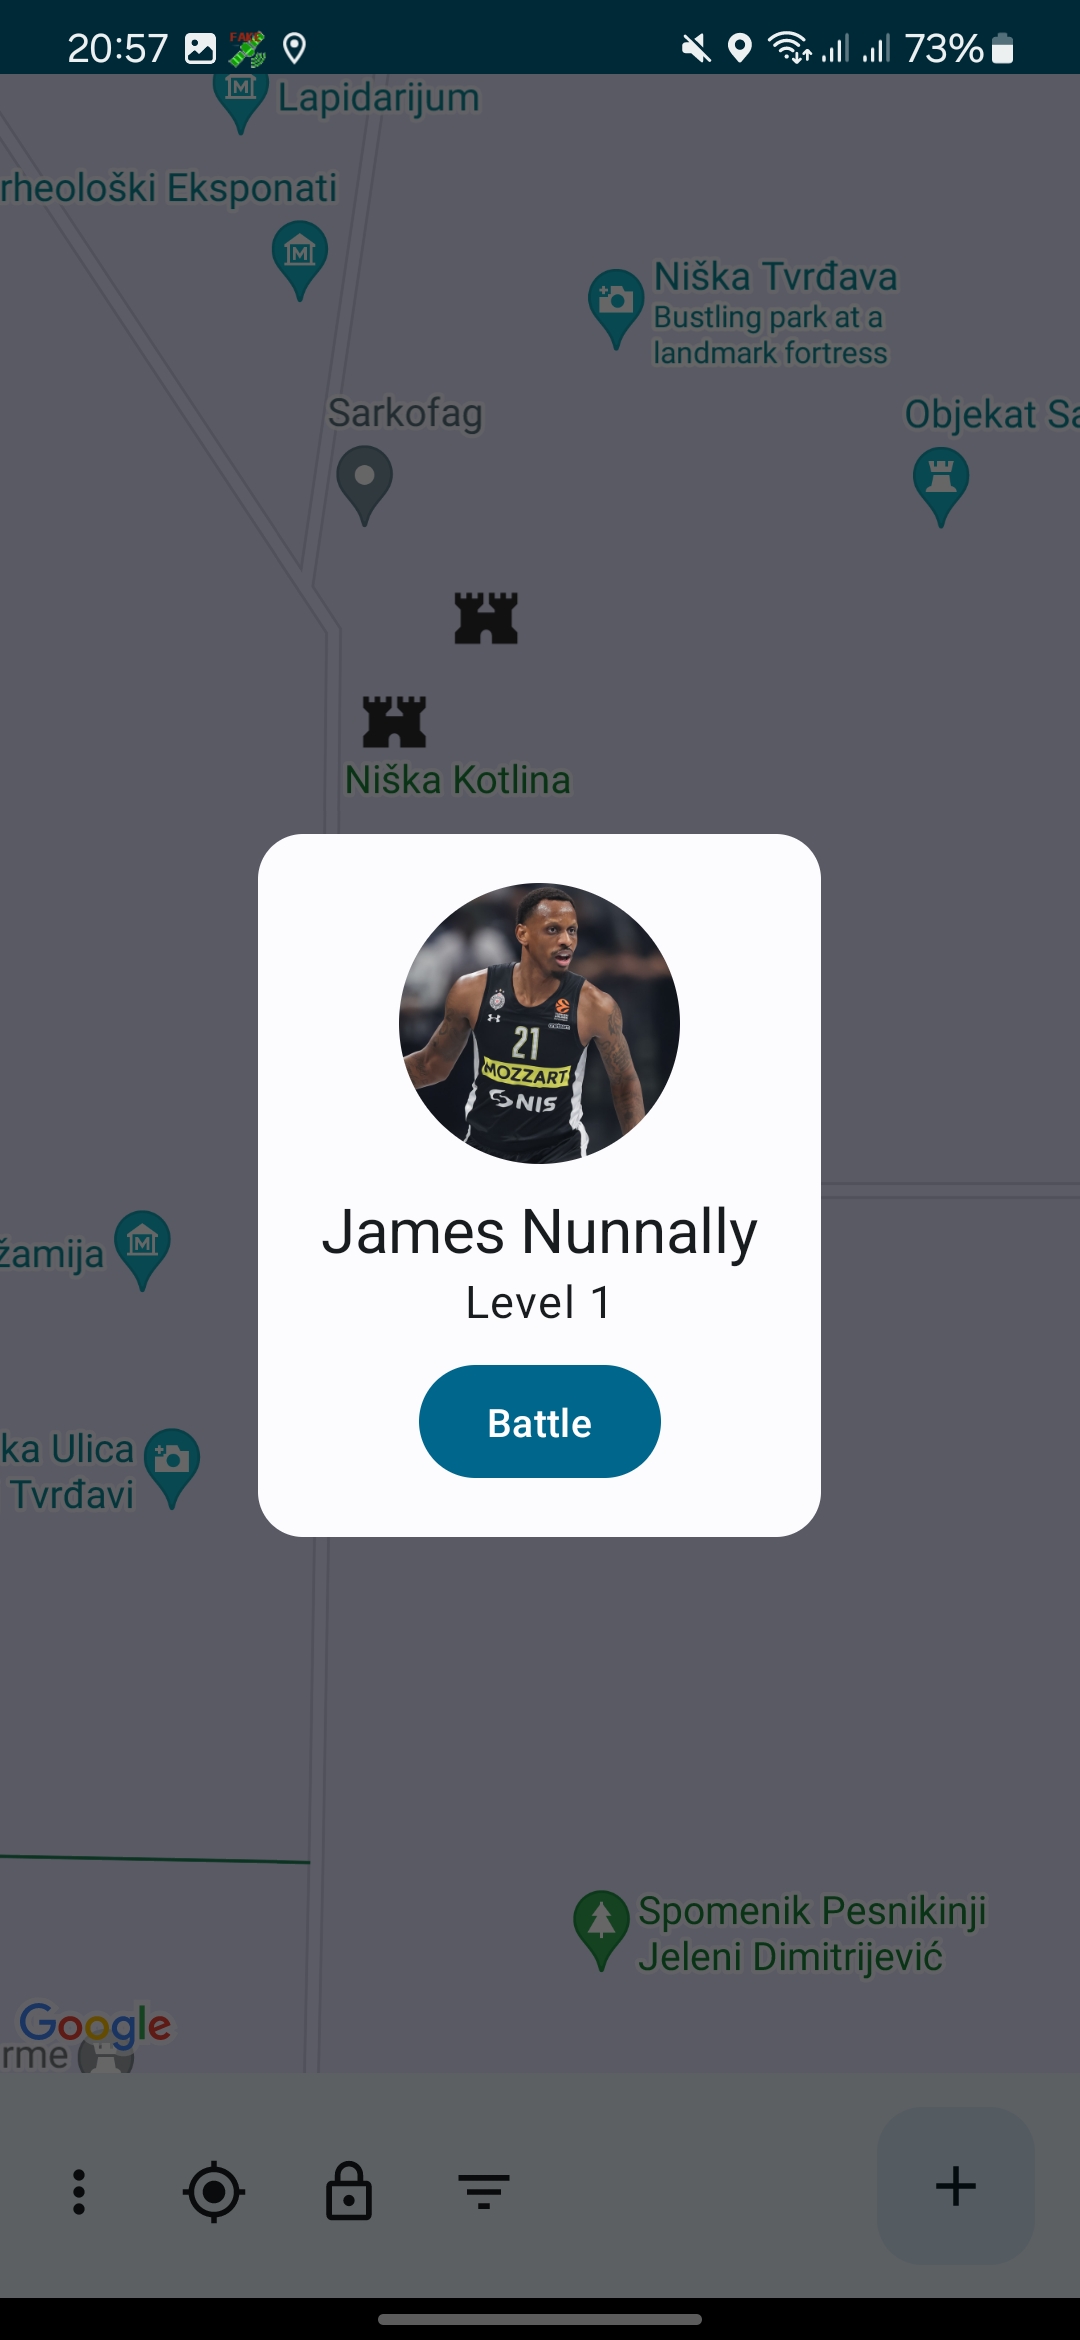 20:57
FAKE
73%
Lapidarijum
rheološki Eksponati
Niška Tvrđava
Bustling park at a
landmark fortress
Sarkofag
Objekat Sa
Niška Kotlina
21
MOZZART
NIS
James Nunnally
Level 1
Battle
žamija
ka Ulica
Tvrđavi
Spomenik Pesnikinji
Jeleni Dimitrijević
Google
rme